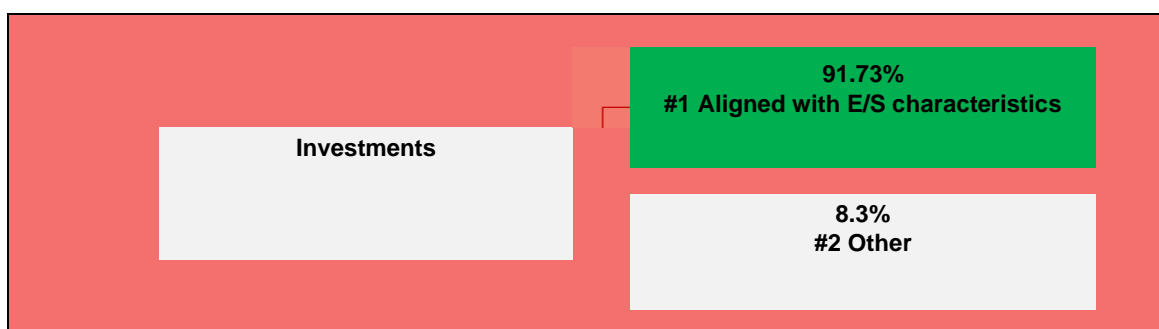 91.73%
#1 Aligned with E/S characteristics
Investments
8.3%
#2 Other